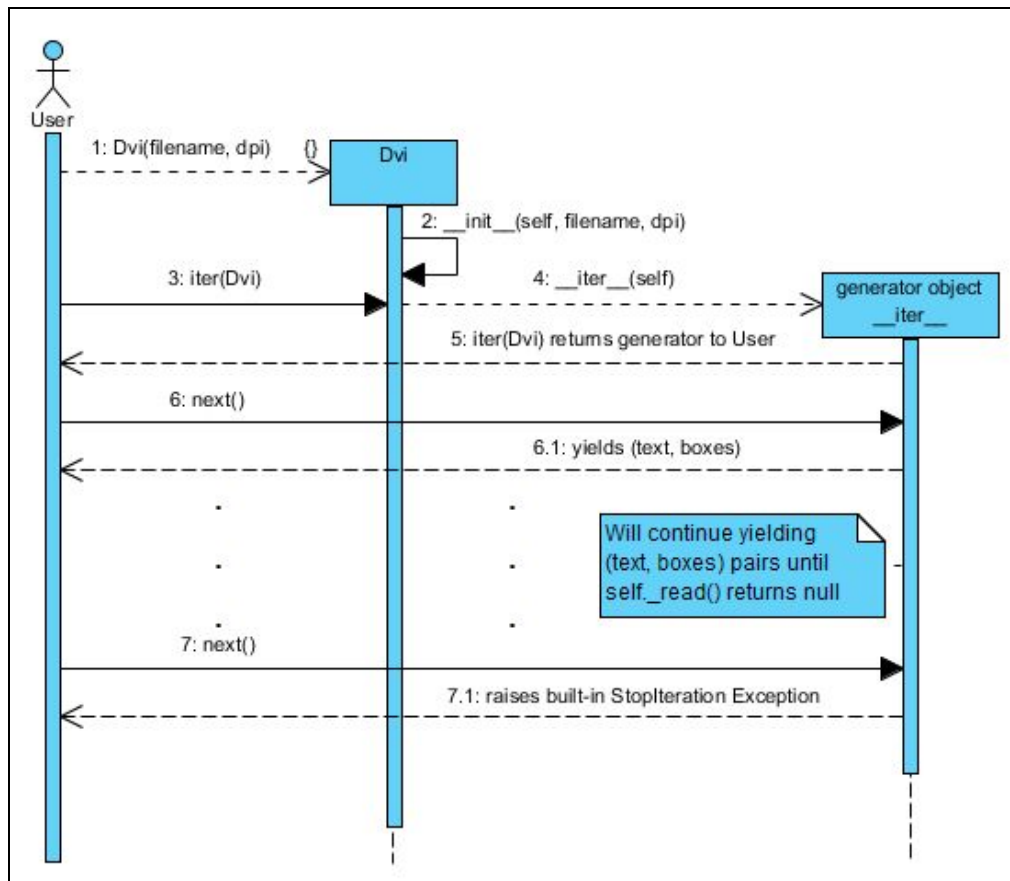 User
1: Dvi(filename, dpi)
{}
Dvi
2: __init__(self, filename, dpi)
3: iter(Dvi)
4: __iter__(self)
generator object
__iter__
5: iter(Dvi) returns generator to User
6: next()
6.1: yields (text, boxes)
. .
. .
. .
Will continue yielding
(text, boxes) pairs until
self._read() returns null
7: next()
7.1: raises built-in StopIteration Exception